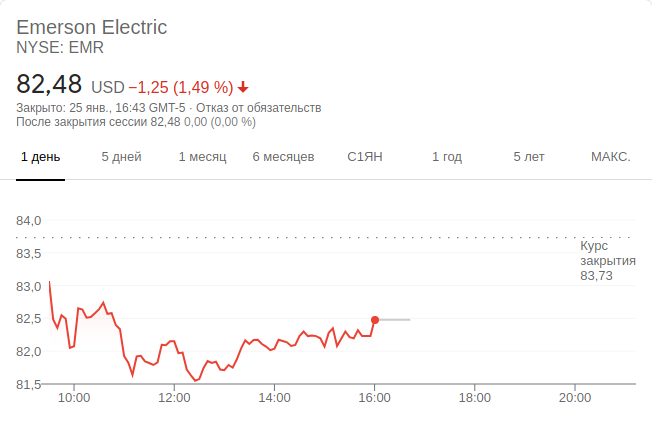 Emerson Electric
NYSE: EMR
82,48 USD −1,25 (1,49 %)
Закрыто: 25 янв., 16:43 GMT-5 · Отказ от обязательств
После закрытия сессии 82,48 0,00 (0,00 %)
1 день 5 дней 1 месяц 6 месяцев С1ЯН 1 год 5 лет МАКС.
84,0
Курс
закрытия
83,73
83,5
83,0
82,5
82,0
81,5
10:00 12:00 14:00 16:00 18:00 20:00